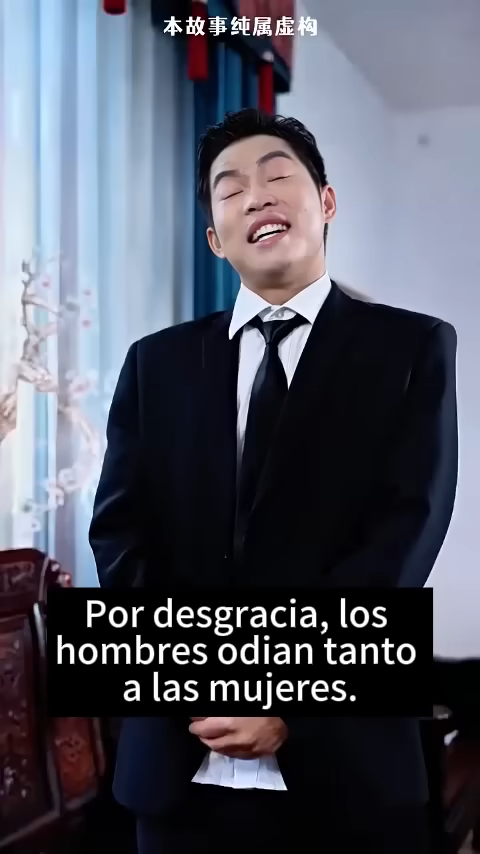 本故事纯属虚构
Por desgracia, los
hombres odian tanto
a las mujeres.